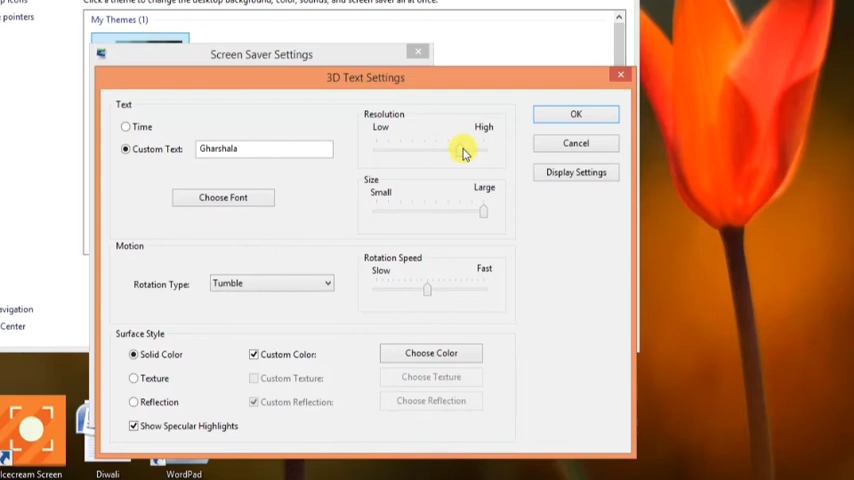 Click a theme to change the desktop background, color, sounds, and screen saver all at once.
pointers
My Themes (1)
Screen Saver Settings
3D Text Settings
Text
Time
Custom Text:
Gharshala
Choose Font
Resolution
Low
High
Size
Small
Large
OK
Cancel
Display Settings
Motion
Rotation Type:
Tumble
Rotation Speed
Slow
Fast
Surface Style
Solid Color
Texture
Reflection
Show Specular Highlights
Custom Color:
Custom Texture:
Custom Reflection:
Choose Color
Choose Texture
Choose Reflection
avigation
Center
Icecream Screen
Diwali
WordPad